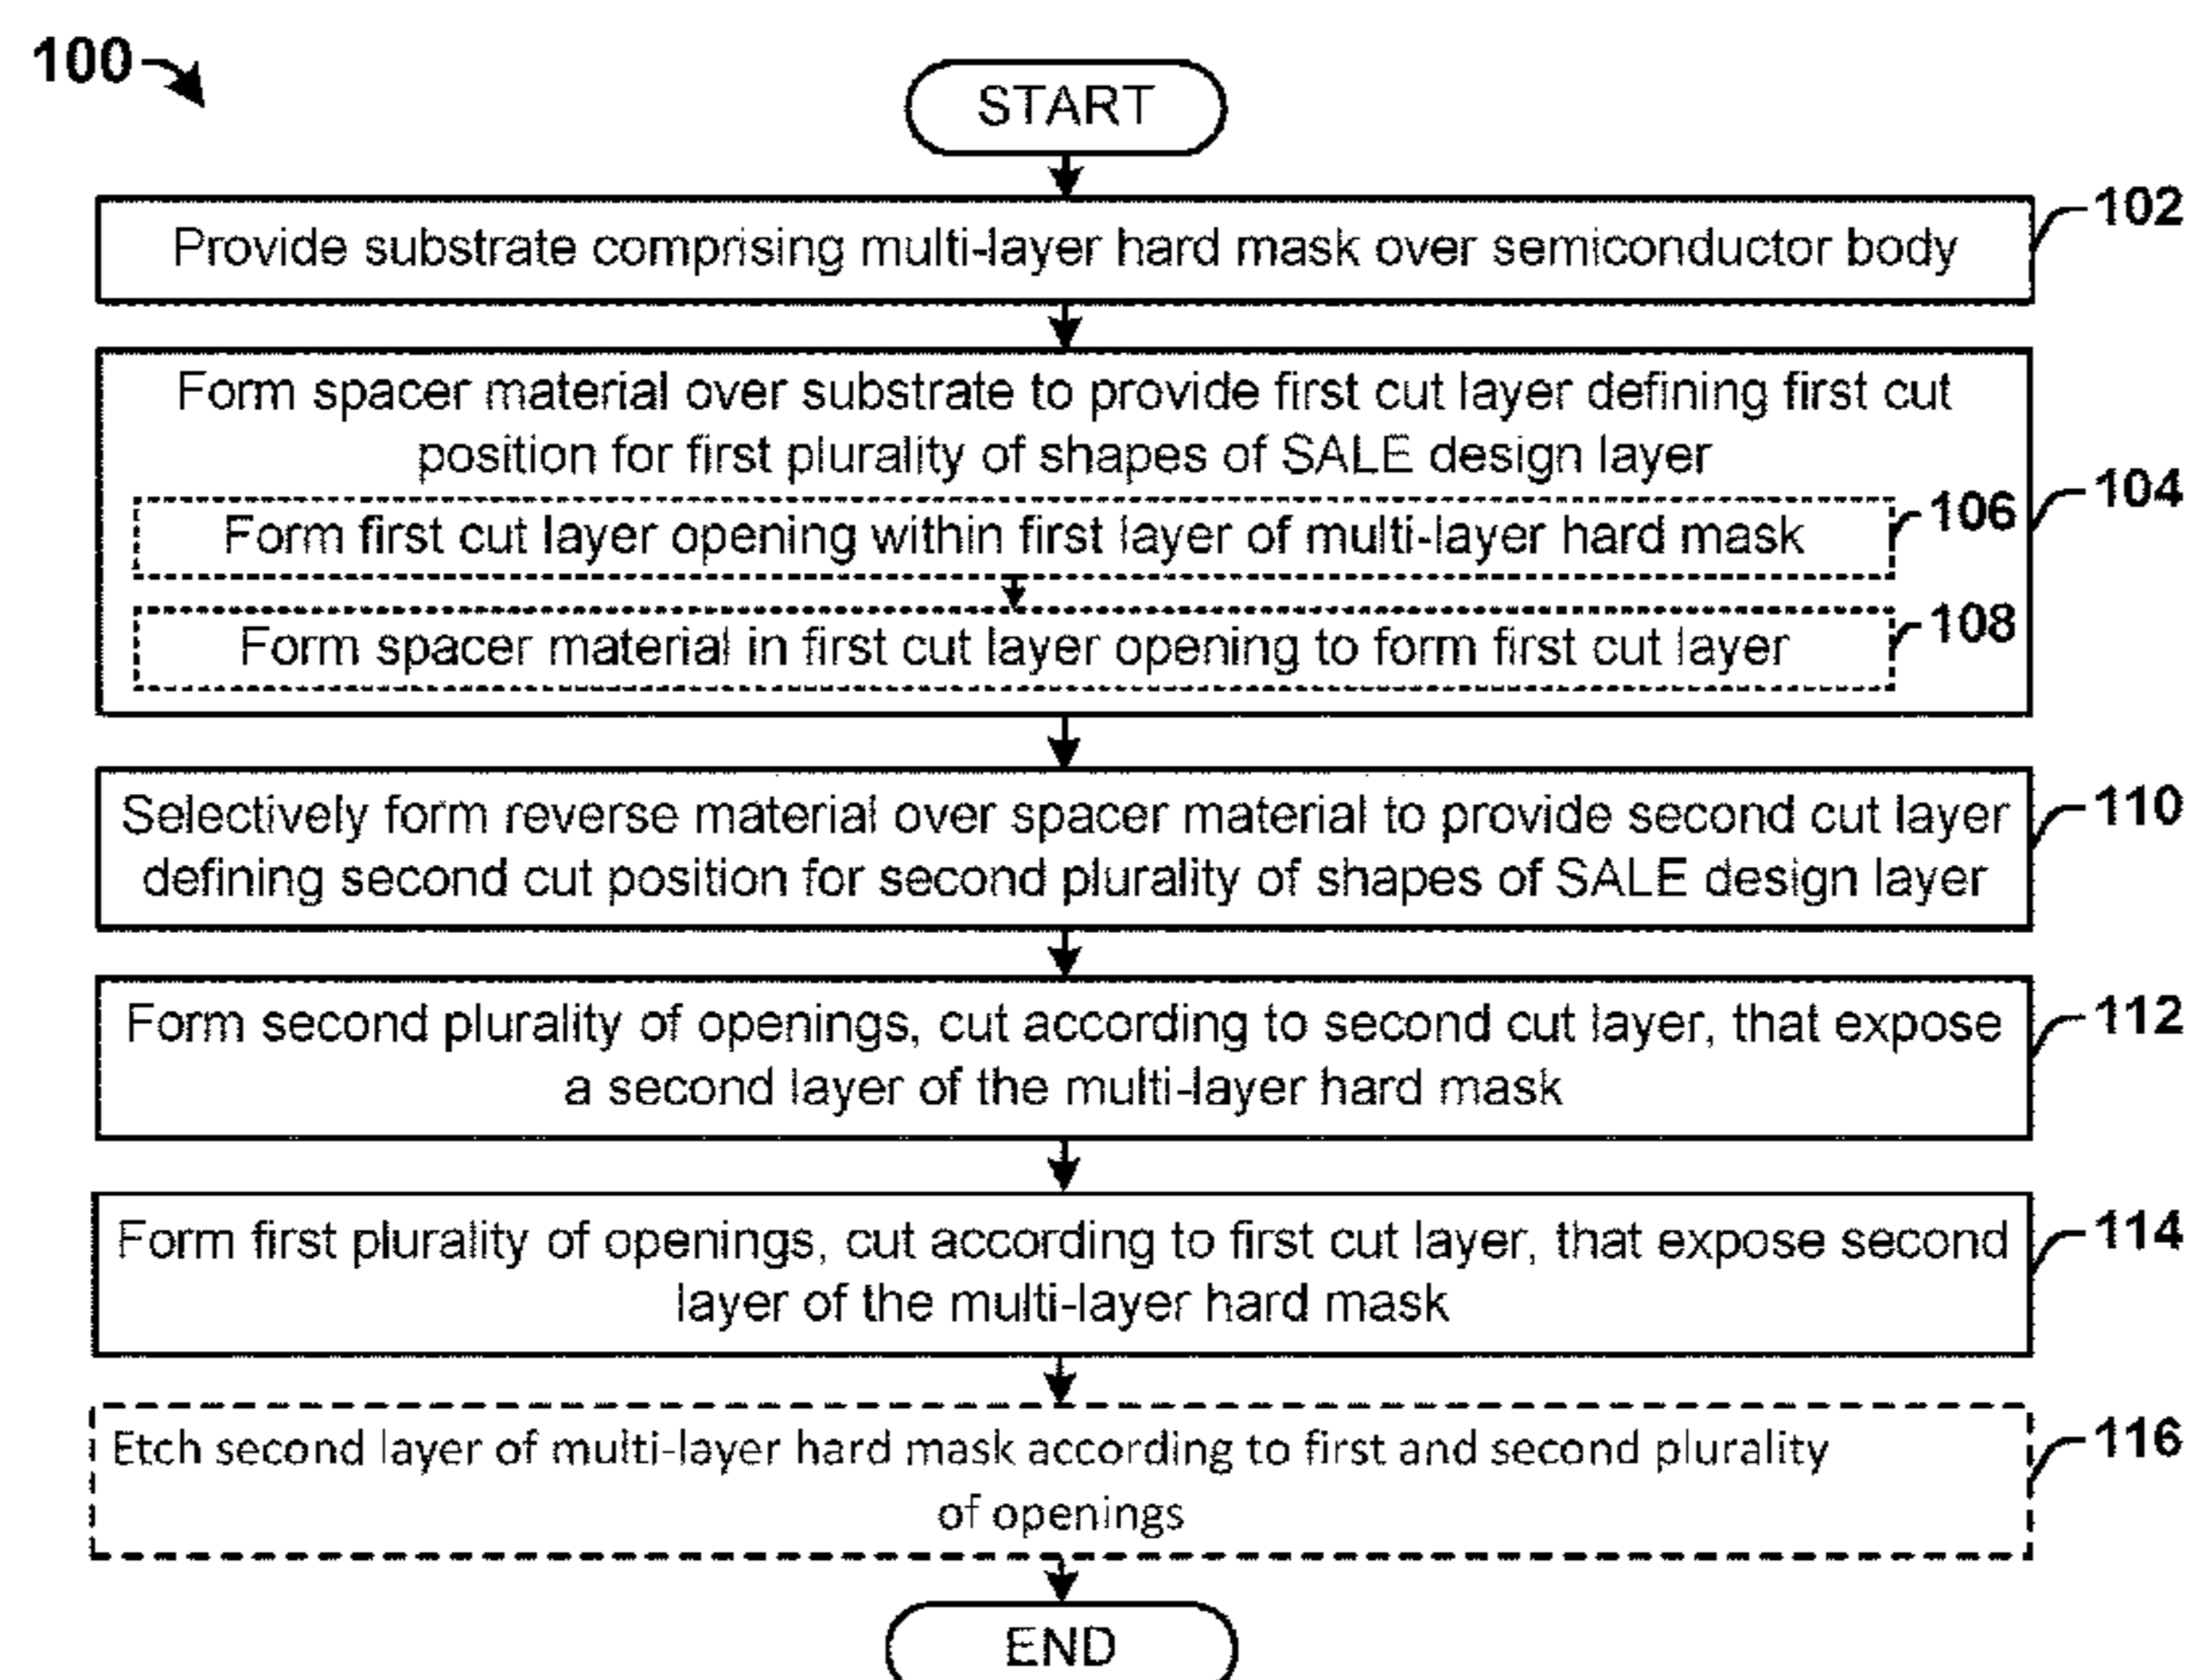 100
START
Provide substrate comprising multi-layer hard mask over semiconductor body
102
Form spacer material over substrate to provide first cut layer defining first cut
position for first plurality of shapes of SALE design layer
104
Form first cut layer opening within first layer of multi-layer hard mask
106
Form spacer material in first cut layer opening to form first cut layer
108
Selectively form reverse material over spacer material to provide second cut layer
defining second cut position for second plurality of shapes of SALE design layer
110
Form second plurality of openings, cut according to second cut layer, that expose
a second layer of the multi-layer hard mask
112
Form first plurality of openings, cut according to first cut layer, that expose second
layer of the multi-layer hard mask
114
Etch second layer of multi-layer hard mask according to first and second plurality
of openings
116
END